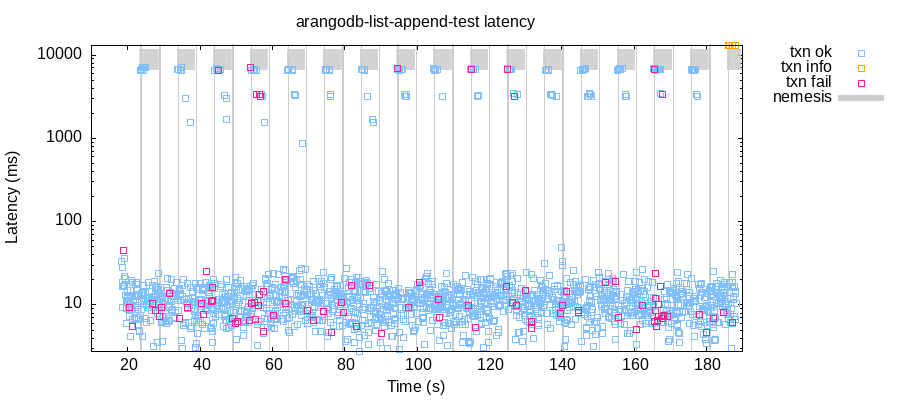 arangodb-list-append-test latency
10000
1000
100
10
Latency (ms)
20
40
60
80
100
120
140
160
180
Time (s)
txn ok
txn info
txn fail
nemesis